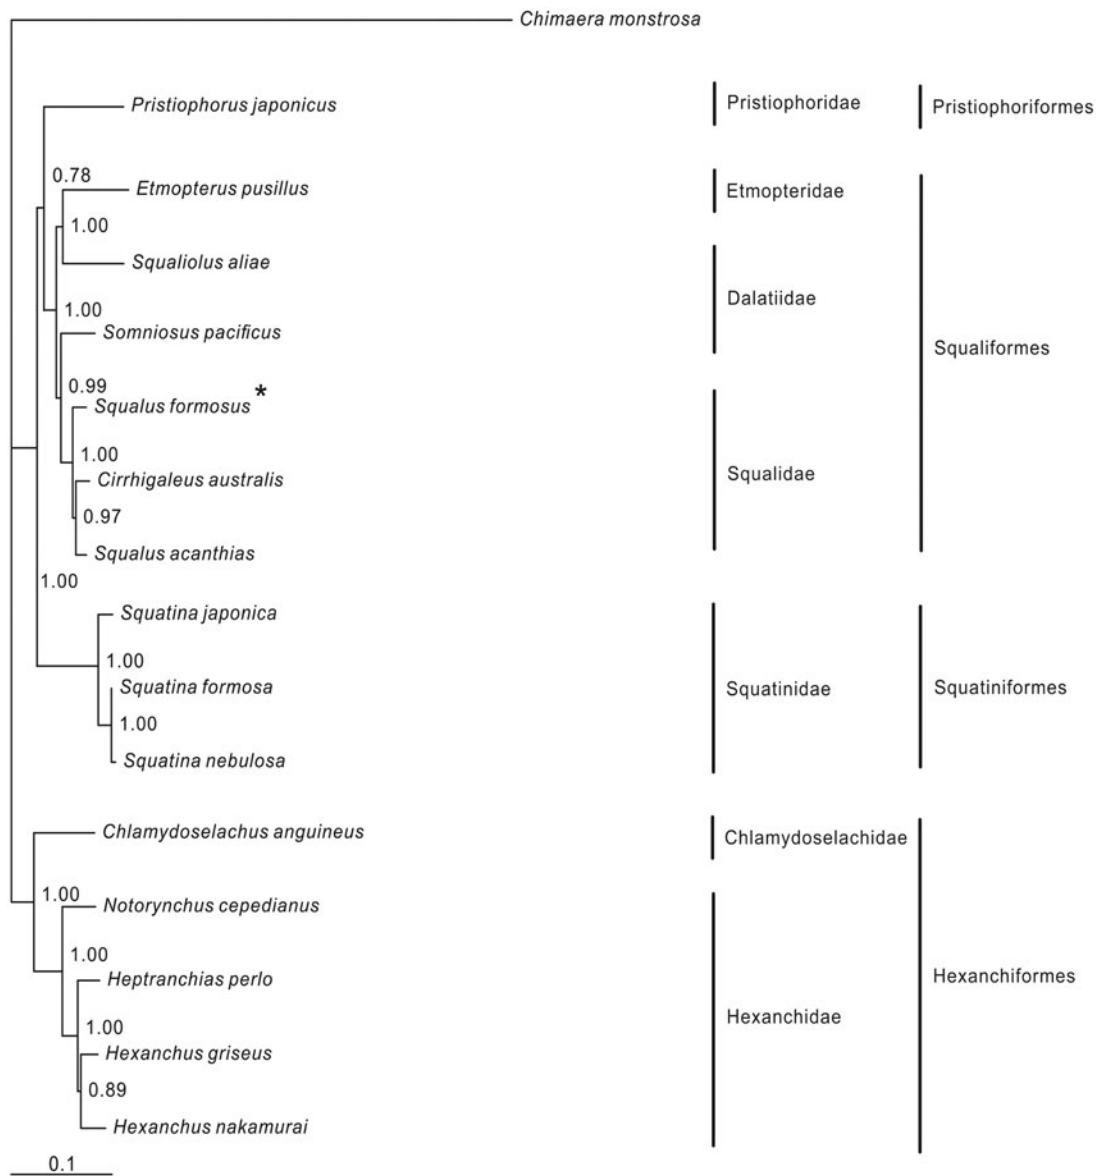 Chimaera monstrosa
Pristiophorus japonicus
Pristiophoridae
Pristiophoriformes
0.78
Etmopterus pusillus
Etmopteridae
1.00
Squaliolus aliae
Dalatiidae
1.00
Somniosus pacificus
Squaliformes
0.99
Squalus formosus *
1.00
Cirrhigaleus australis
Squalidae
0.97
Squalus acanthias
1.00
Squatina japonica
1.00
Squatina formosa
Squatinidae
Squatiniformes
1.00
Squatina nebulosa
Chlamydoselachus anguineus
Chlamydoselachidae
1.00
Notorynchus cepedianus
1.00
Heptranchias perlo
Hexanchiformes
Hexanchidae
1.00
Hexanchus griseus
0.89
Hexanchus nakamurai
0.1